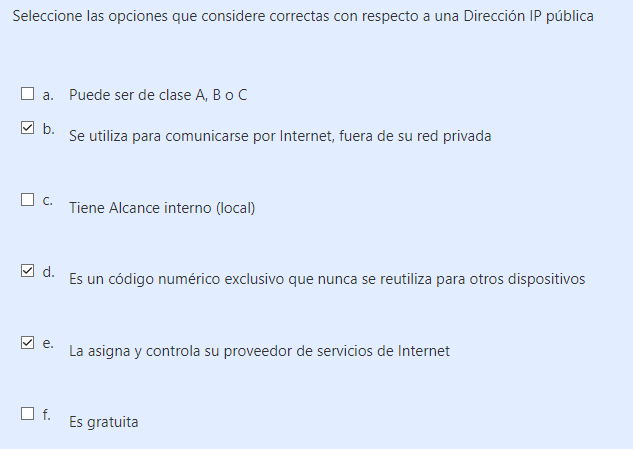 Seleccione las opciones que considere correctas con respecto a una Dirección IP pública
a. Puede ser de clase A, B o C
b. Se utiliza para comunicarse por Internet, fuera de su red privada
c. Tiene Alcance interno (local)
d. Es un código numérico exclusivo que nunca se reutiliza para otros dispositivos
e. La asigna y controla su proveedor de servicios de Internet
f. Es gratuita